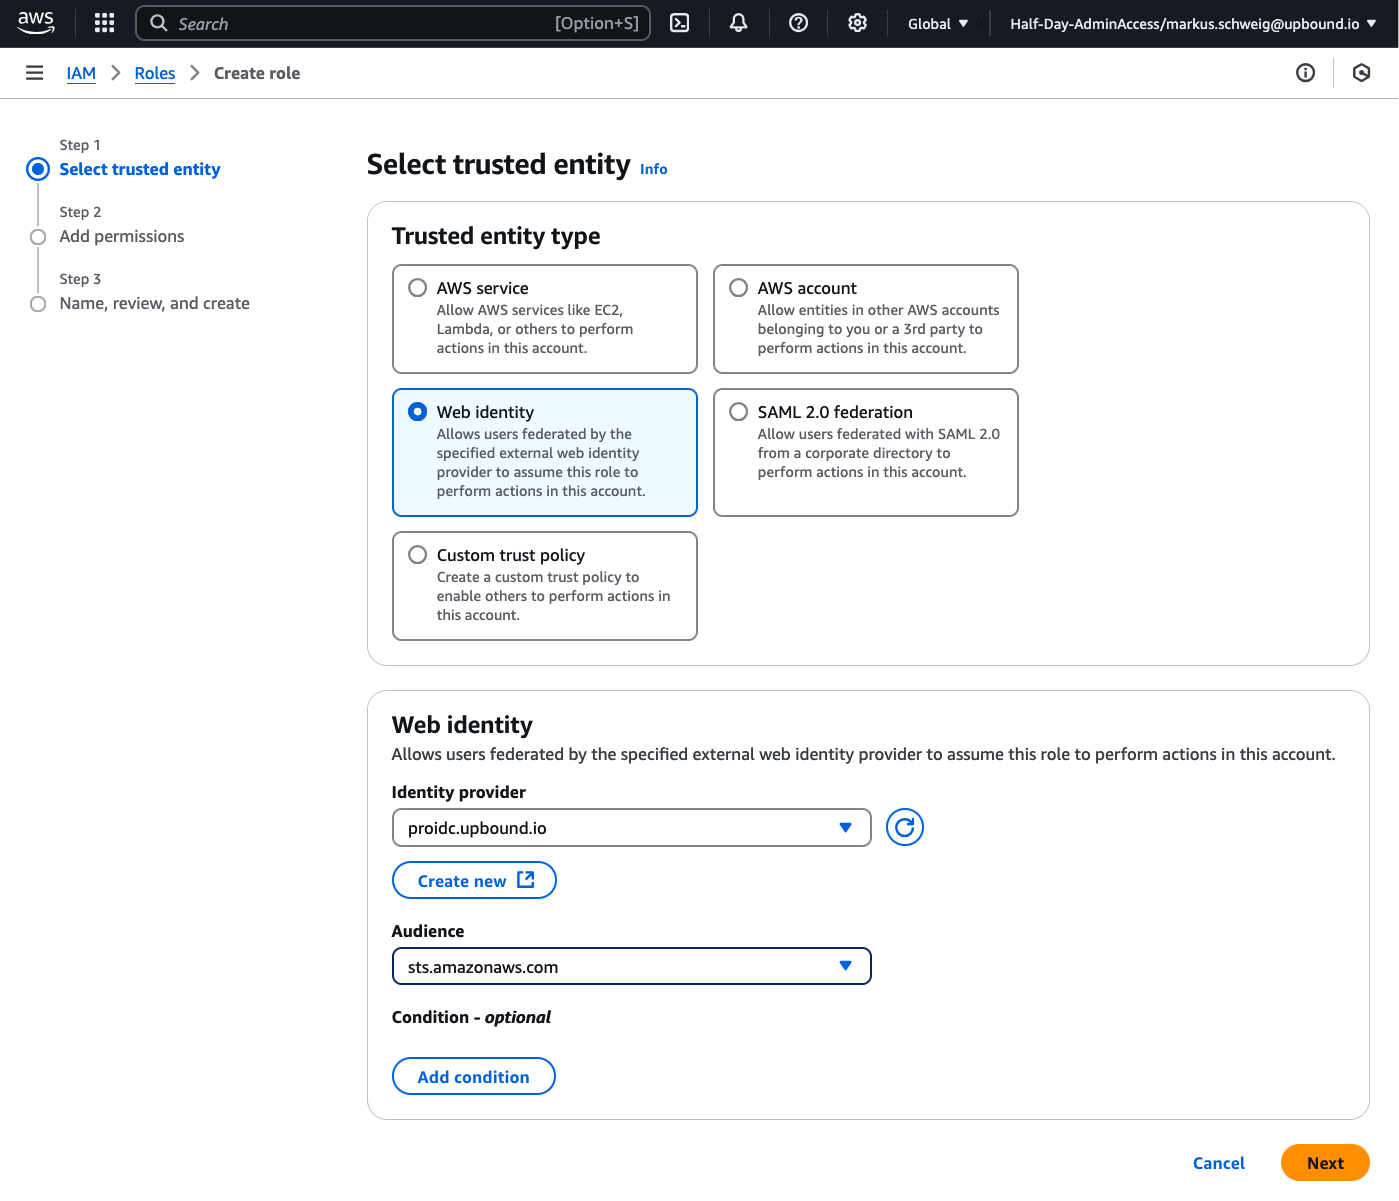 aws
Search [Option+S]
Global
Half-Day-AdminAccess/markus.schweig@upbound.io
IAM > Roles > Create role
Step 1
Select trusted entity
Step 2
Add permissions
Step 3
Name, review, and create
Select trusted entity Info
Trusted entity type
AWS service
Allow AWS services like EC2,
Lambda, or others to perform
actions in this account.
AWS account
Allow entities in other AWS accounts
belonging to you or a 3rd party to
perform actions in this account.
Web identity
Allows users federated by the
specified external web identity
provider to assume this role to
perform actions in this account.
SAML 2.0 federation
Allow users federated with SAML 2.0
from a corporate directory to
perform actions in this account.
Custom trust policy
Create a custom trust policy to
enable others to perform actions in
this account.
Web identity
Allows users federated by the specified external web identity provider to assume this role to perform actions in this account.
Identity provider
proidc.upbound.io
Create new
Audience
sts.amazonaws.com
Condition - optional
Add condition
Cancel
Next